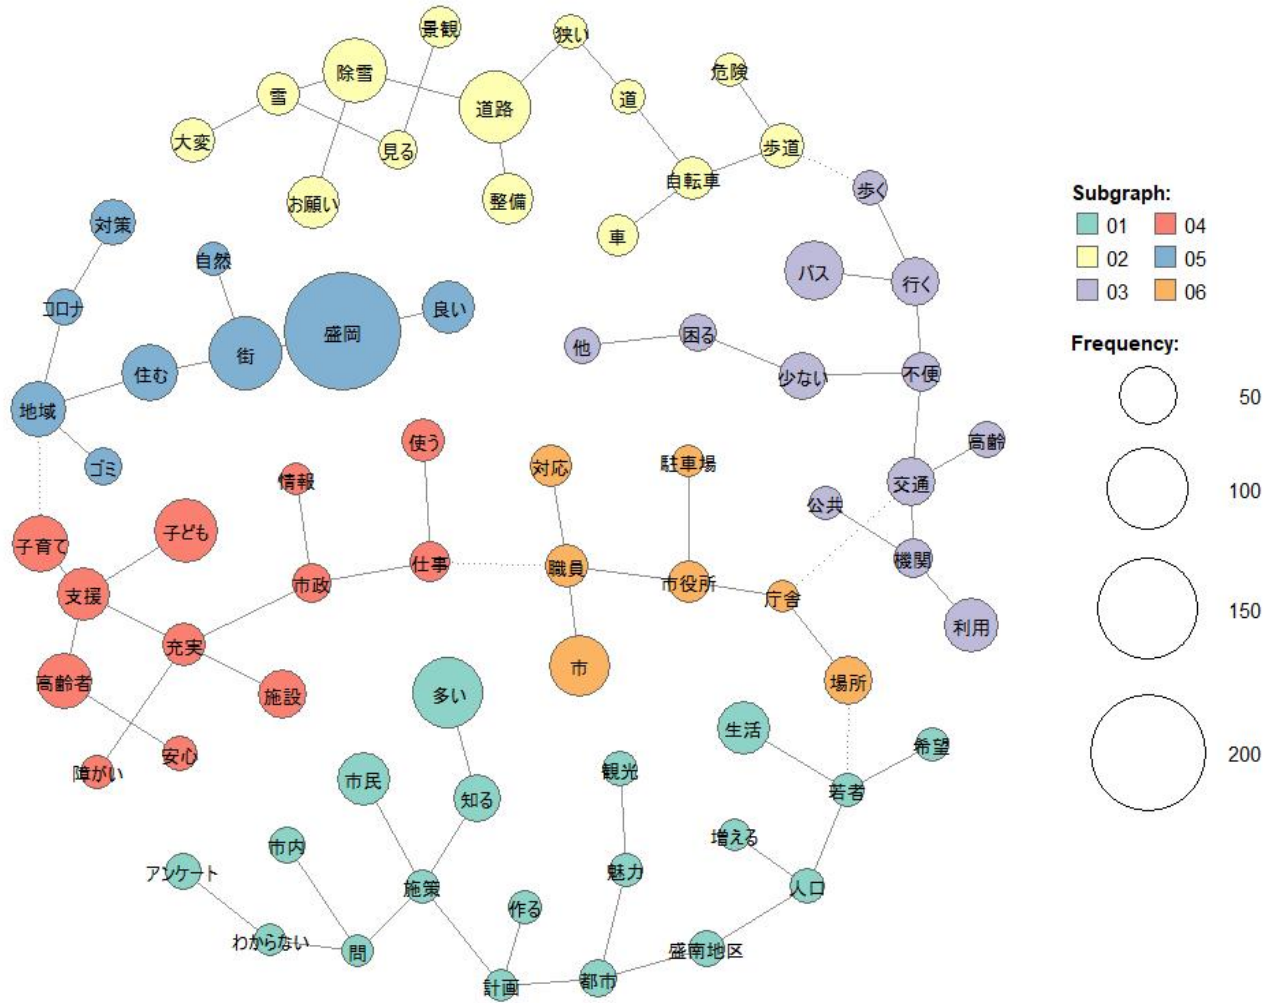 景観
狭い
除雪
危険
雪
道路
道
大変
見る
歩道
自転車
歩く
お願い
整備
車
対策
自然
バス
行く
コロナ
良い
盛岡
困る
他
街
住む
少ない
不便
地域
使う
高齢
ゴミ
情報
対応
駐車場
交通
公共
子ども
子育て
仕事
職員
機関
市政
市役所
支援
庁舎
利用
充実
市
高齢者
施設
多い
場所
生活
希望
安心
障がい
観光
市民
知る
若者
増える
市内
アンケート
魅力
施策
人口
作る
わからない
問
盛南地区
都市
計画
Subgraph:
01 04
02 05
03 06
Frequency:
50
100
150
200